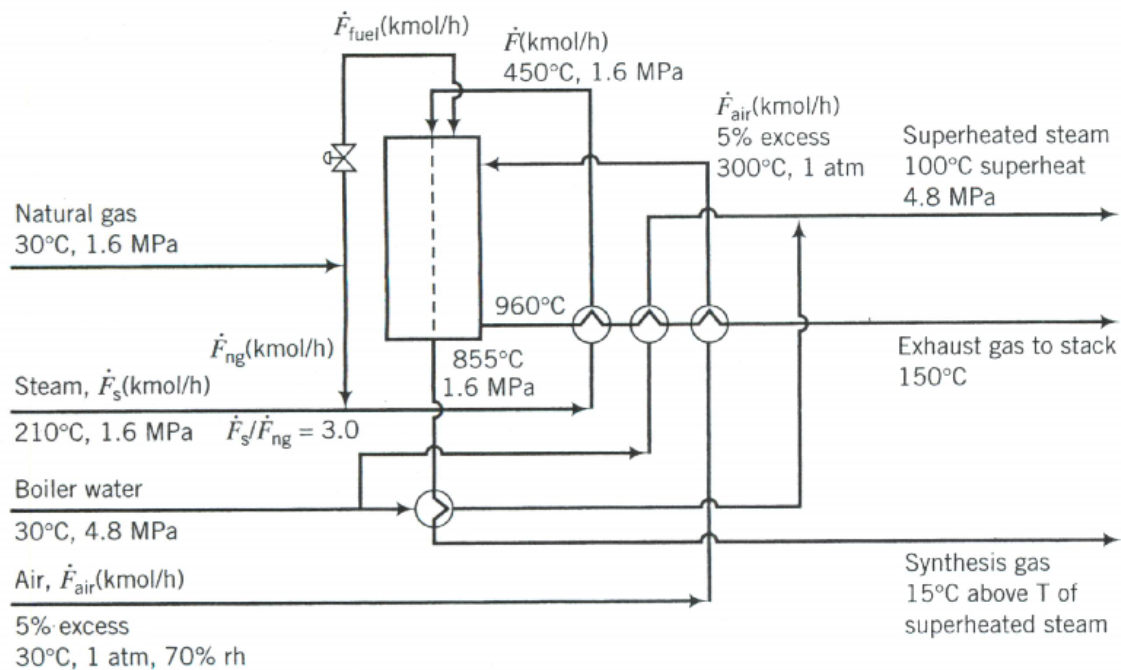 Ḟfuel(kmol/h)
Ḟ(kmol/h)
450°C, 1.6 MPa
Ḟair(kmol/h)
5% excess
300°C, 1 atm
Superheated steam
100°C superheat
4.8 MPa
Natural gas
30°C, 1.6 MPa
960°C
Exhaust gas to stack
150°C
Ḟng(kmol/h)
855°C
1.6 MPa
Steam, Ḟs(kmol/h)
210°C, 1.6 MPa
Ḟs/Ḟng = 3.0
Boiler water
30°C, 4.8 MPa
Synthesis gas
15°C above T of
superheated steam
Air, Ḟair(kmol/h)
5% excess
30°C, 1 atm, 70% rh